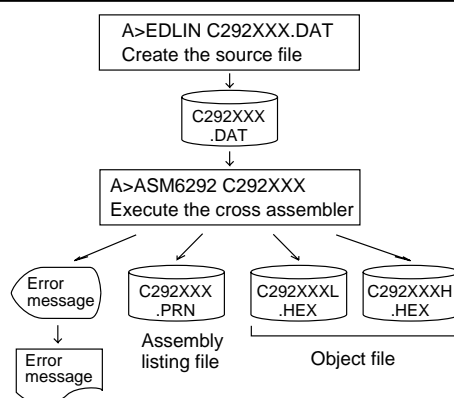 A>EDLIN C292XXX.DAT
Create the source file
C292XXX
.DAT
A>ASM6292 C292XXX
Execute the cross assembler
Error
message
C292XXX
.PRN
C292XXXL
.HEX
C292XXXH
.HEX
Assembly
listing file
Object file
Error
message